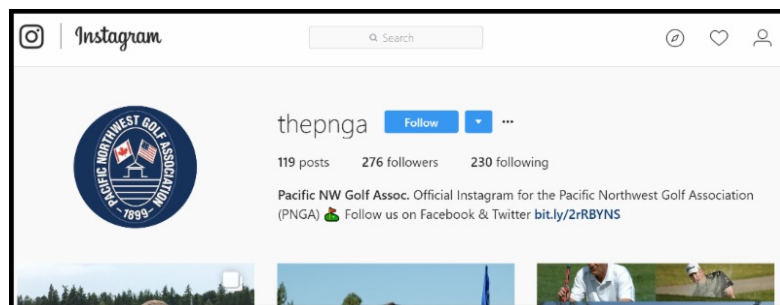 Instagram
Search
thepnga Follow ...
119 posts 276 followers 230 following
Pacific NW Golf Assoc. Official Instagram for the Pacific Northwest Golf Association
(PNGA) ⛳ Follow us on Facebook & Twitter bit.ly/2rRBYNS
PACIFIC NORTHWEST GOLF ASSOCIATION
-1899-